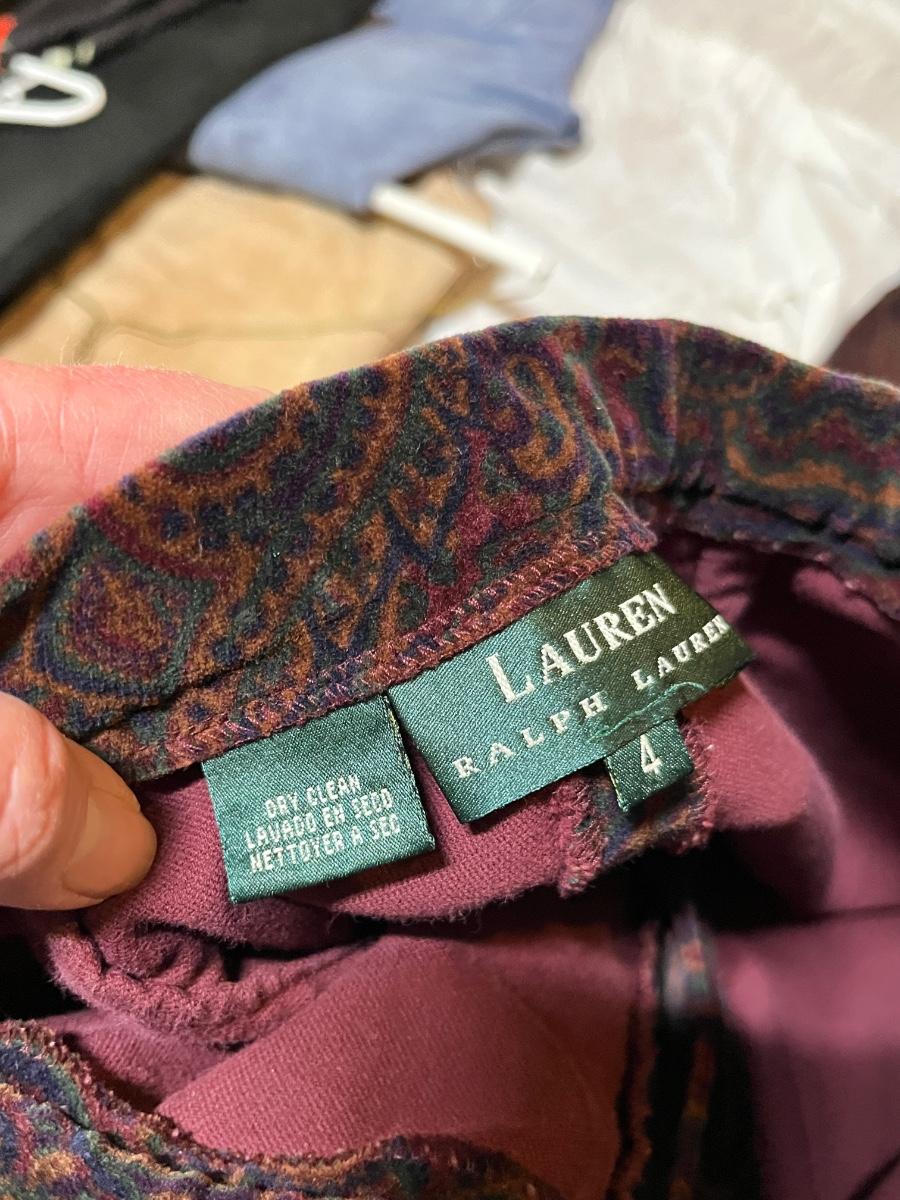 LAUREN
RALPH LAUREN
4
DRY CLEAN
LAVADO EN SECO
NETTOYER A SEC